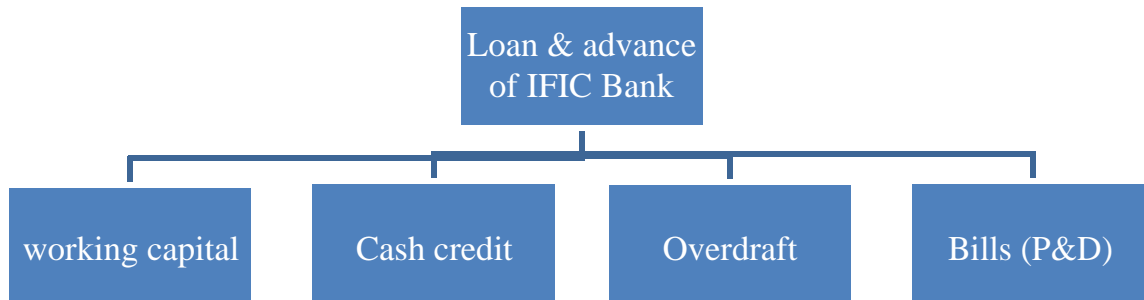 Loan & advance
of IFIC Bank
working capital
Cash credit
Overdraft
Bills (P&D)